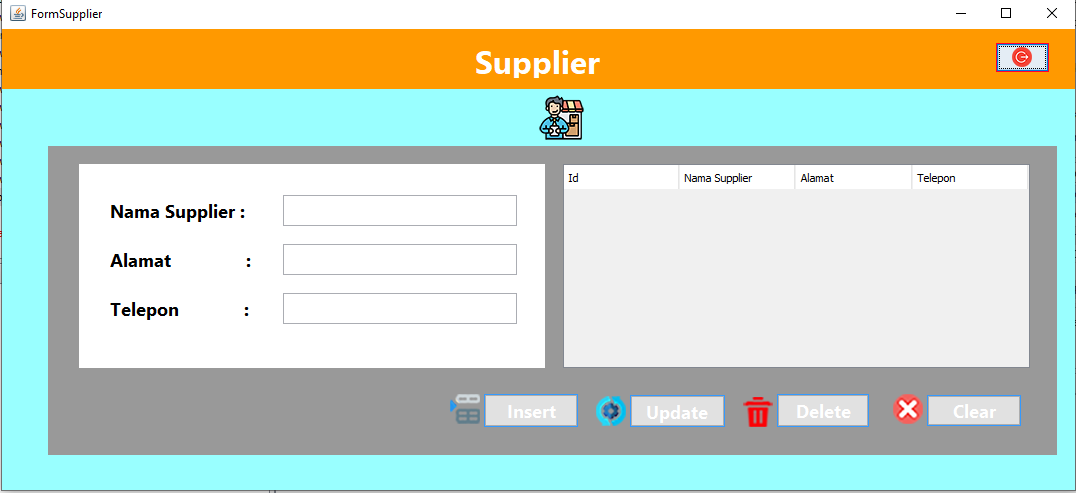 FormSupplier
Supplier
Nama Supplier :
Alamat :
Telepon :
Id Nama Supplier Alamat Telepon
Insert Update Delete Clear